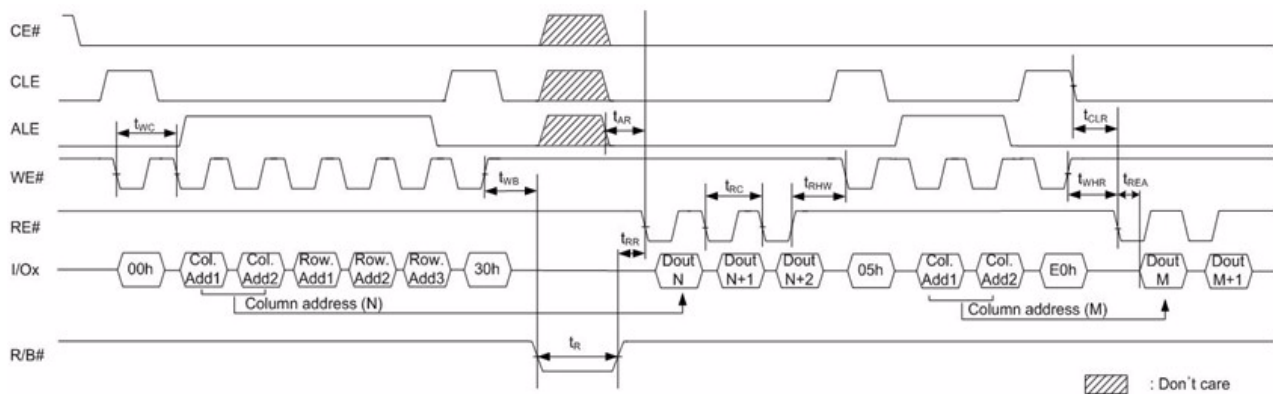 CE#
CLE
ALE
tAR
tCLR
tWC
WE#
tWB
tRC
tRHW
tWHR
tREA
RE#
tRR
I/Ox
00h
Col. Add1
Col. Add2
Row. Add1
Row. Add2
Row. Add3
30h
Dout N
Dout N+1
Dout N+2
05h
Col. Add1
Col. Add2
E0h
Dout M
Dout M+1
Column address (N)
Column address (M)
R/B#
tR
: Don´t care